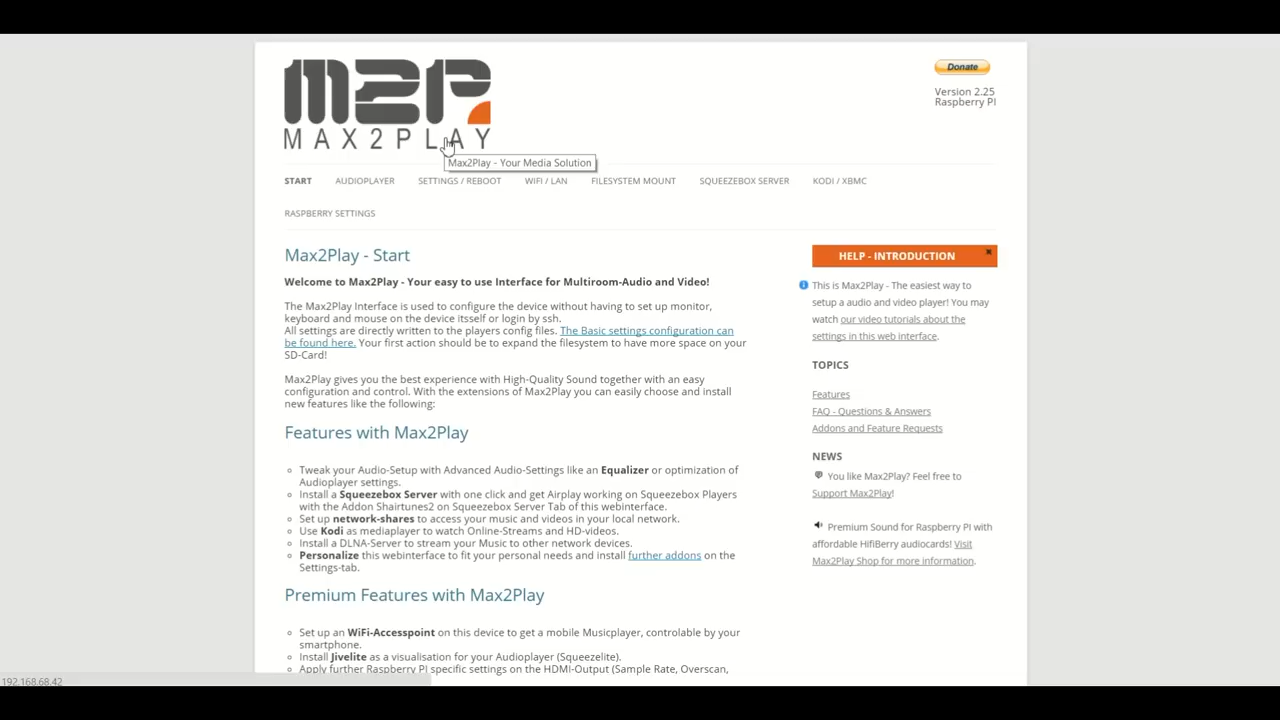 M2P
MAX2PLAY
Donate
Version 2.25
Raspberry PI
Max2Play - Your Media Solution
START AUDIOPLAYER SETTINGS / REBOOT WIFI / LAN FILESYSTEM MOUNT SQUEEZEBOX SERVER KODI / XBMC
RASPBERRY SETTINGS
Max2Play - Start
Welcome to Max2Play - Your easy to use Interface for Multiroom-Audio and Video!
The Max2Play Interface is used to configure the device without having to set up monitor,
keyboard and mouse on the device itsself or login by ssh.
All settings are directly written to the players config files. The Basic settings configuration can
be found here. Your first action should be to expand the filesystem to have more space on your
SD-Card!
Max2Play gives you the best experience with High-Quality Sound together with an easy
configuration and control. With the extensions of Max2Play you can easily choose and install
new features like the following:
Features with Max2Play
Tweak your Audio-Setup with Advanced Audio-Settings like an Equalizer or optimization of
Audioplayer settings.
Install a Squeezebox Server with one click and get Airplay working on Squeezebox Players
with the Addon Shairtunes2 on Squeezebox Server Tab of this webinterface.
Set up network-shares to access your music and videos in your local network.
Use Kodi as mediaplayer to watch Online-Streams and HD-videos.
Install a DLNA-Server to stream your Music to other network devices.
Personalize this webinterface to fit your personal needs and install further addons on the
Settings-tab.
Premium Features with Max2Play
Set up an WiFi-Accesspoint on this device to get a mobile Musicplayer, controlable by your
smartphone.
Install Jivelite as a visualisation for your Audioplayer (Squeezelite).
Apply further Raspberry PI specific settings on the HDMI-Output (Sample Rate, Overscan,
HELP - INTRODUCTION
This is Max2Play - The easiest way to
setup a audio and video player! You may
watch our video tutorials about the
settings in this web interface.
TOPICS
Features
FAQ - Questions & Answers
Addons and Feature Requests
NEWS
You like Max2Play? Feel free to
Support Max2Play!
Premium Sound for Raspberry PI with
affordable HifiBerry audiocards! Visit
Max2Play Shop for more information.
192.168.68.42